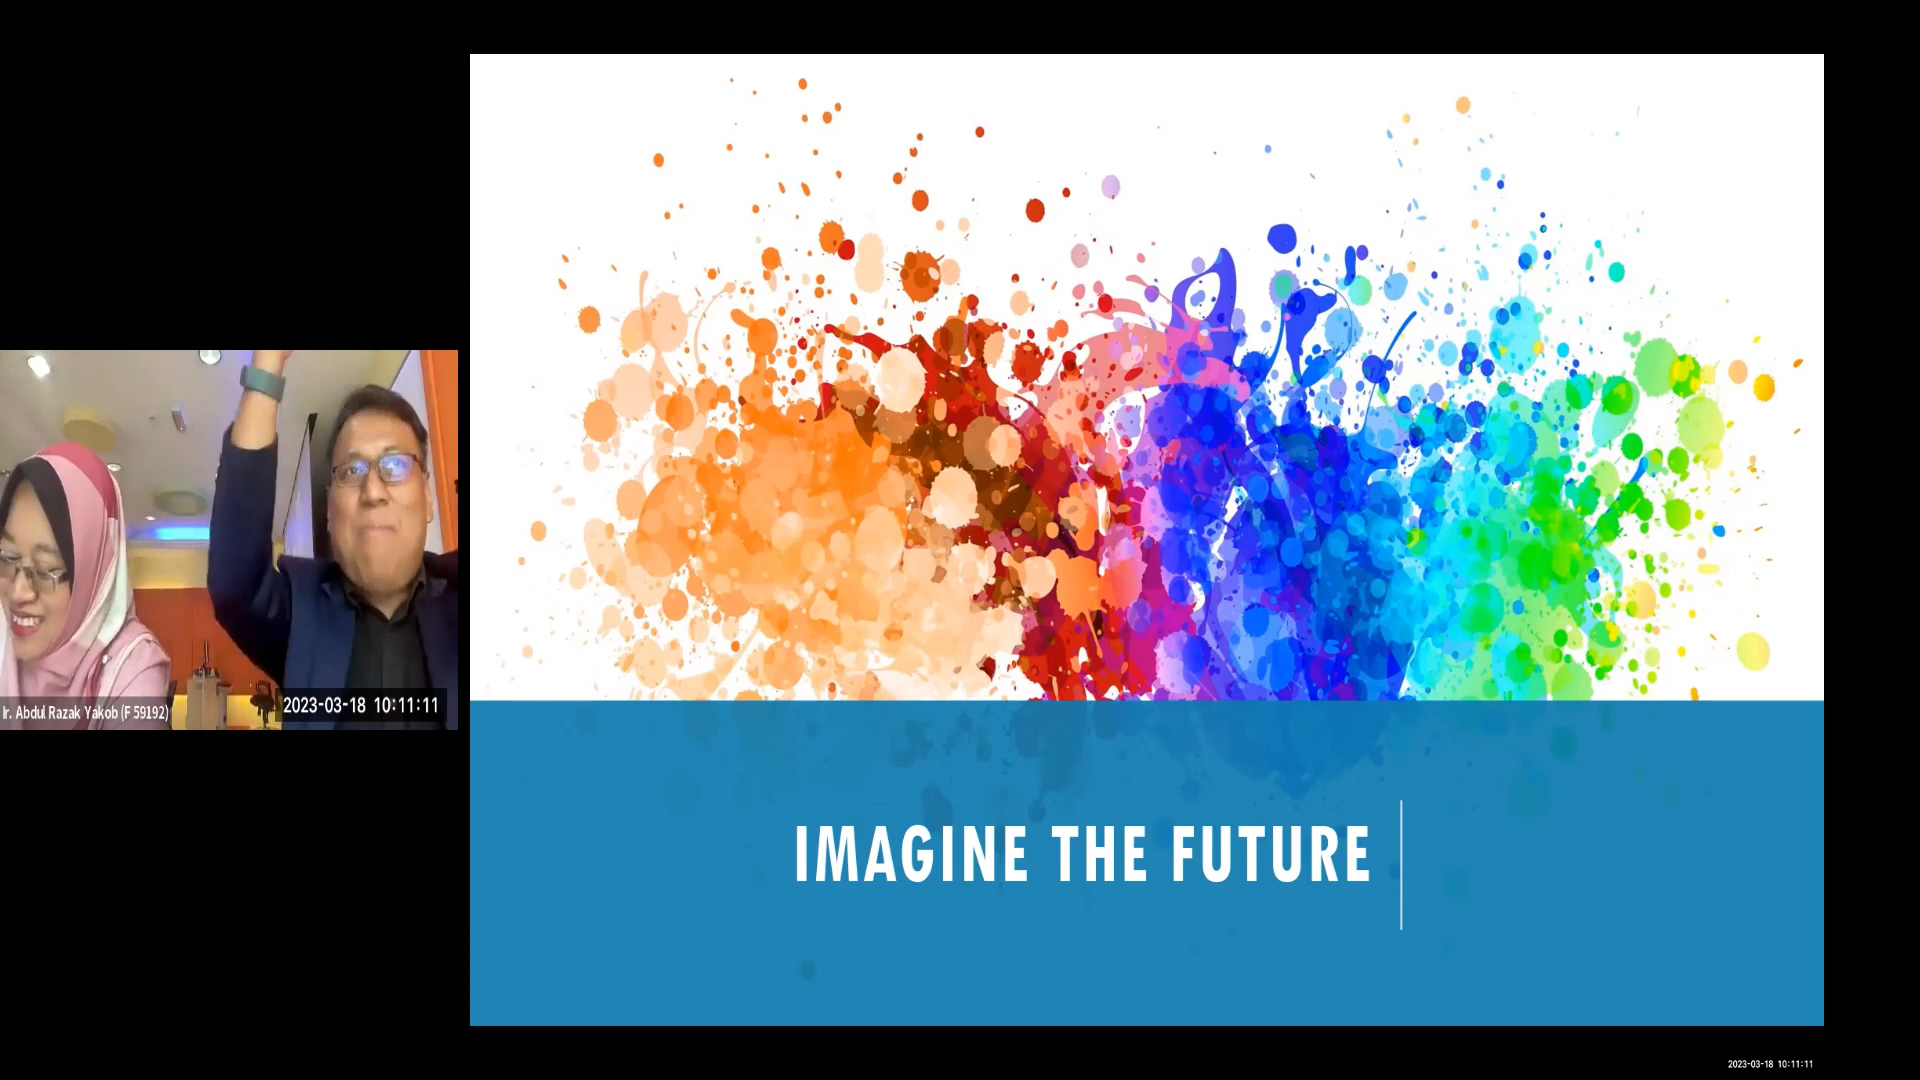 Ir. Abdul Razak Yakob (F 59192)
2023-03-18 10:11:11
IMAGINE THE FUTURE
2023-03-18 10:11:11